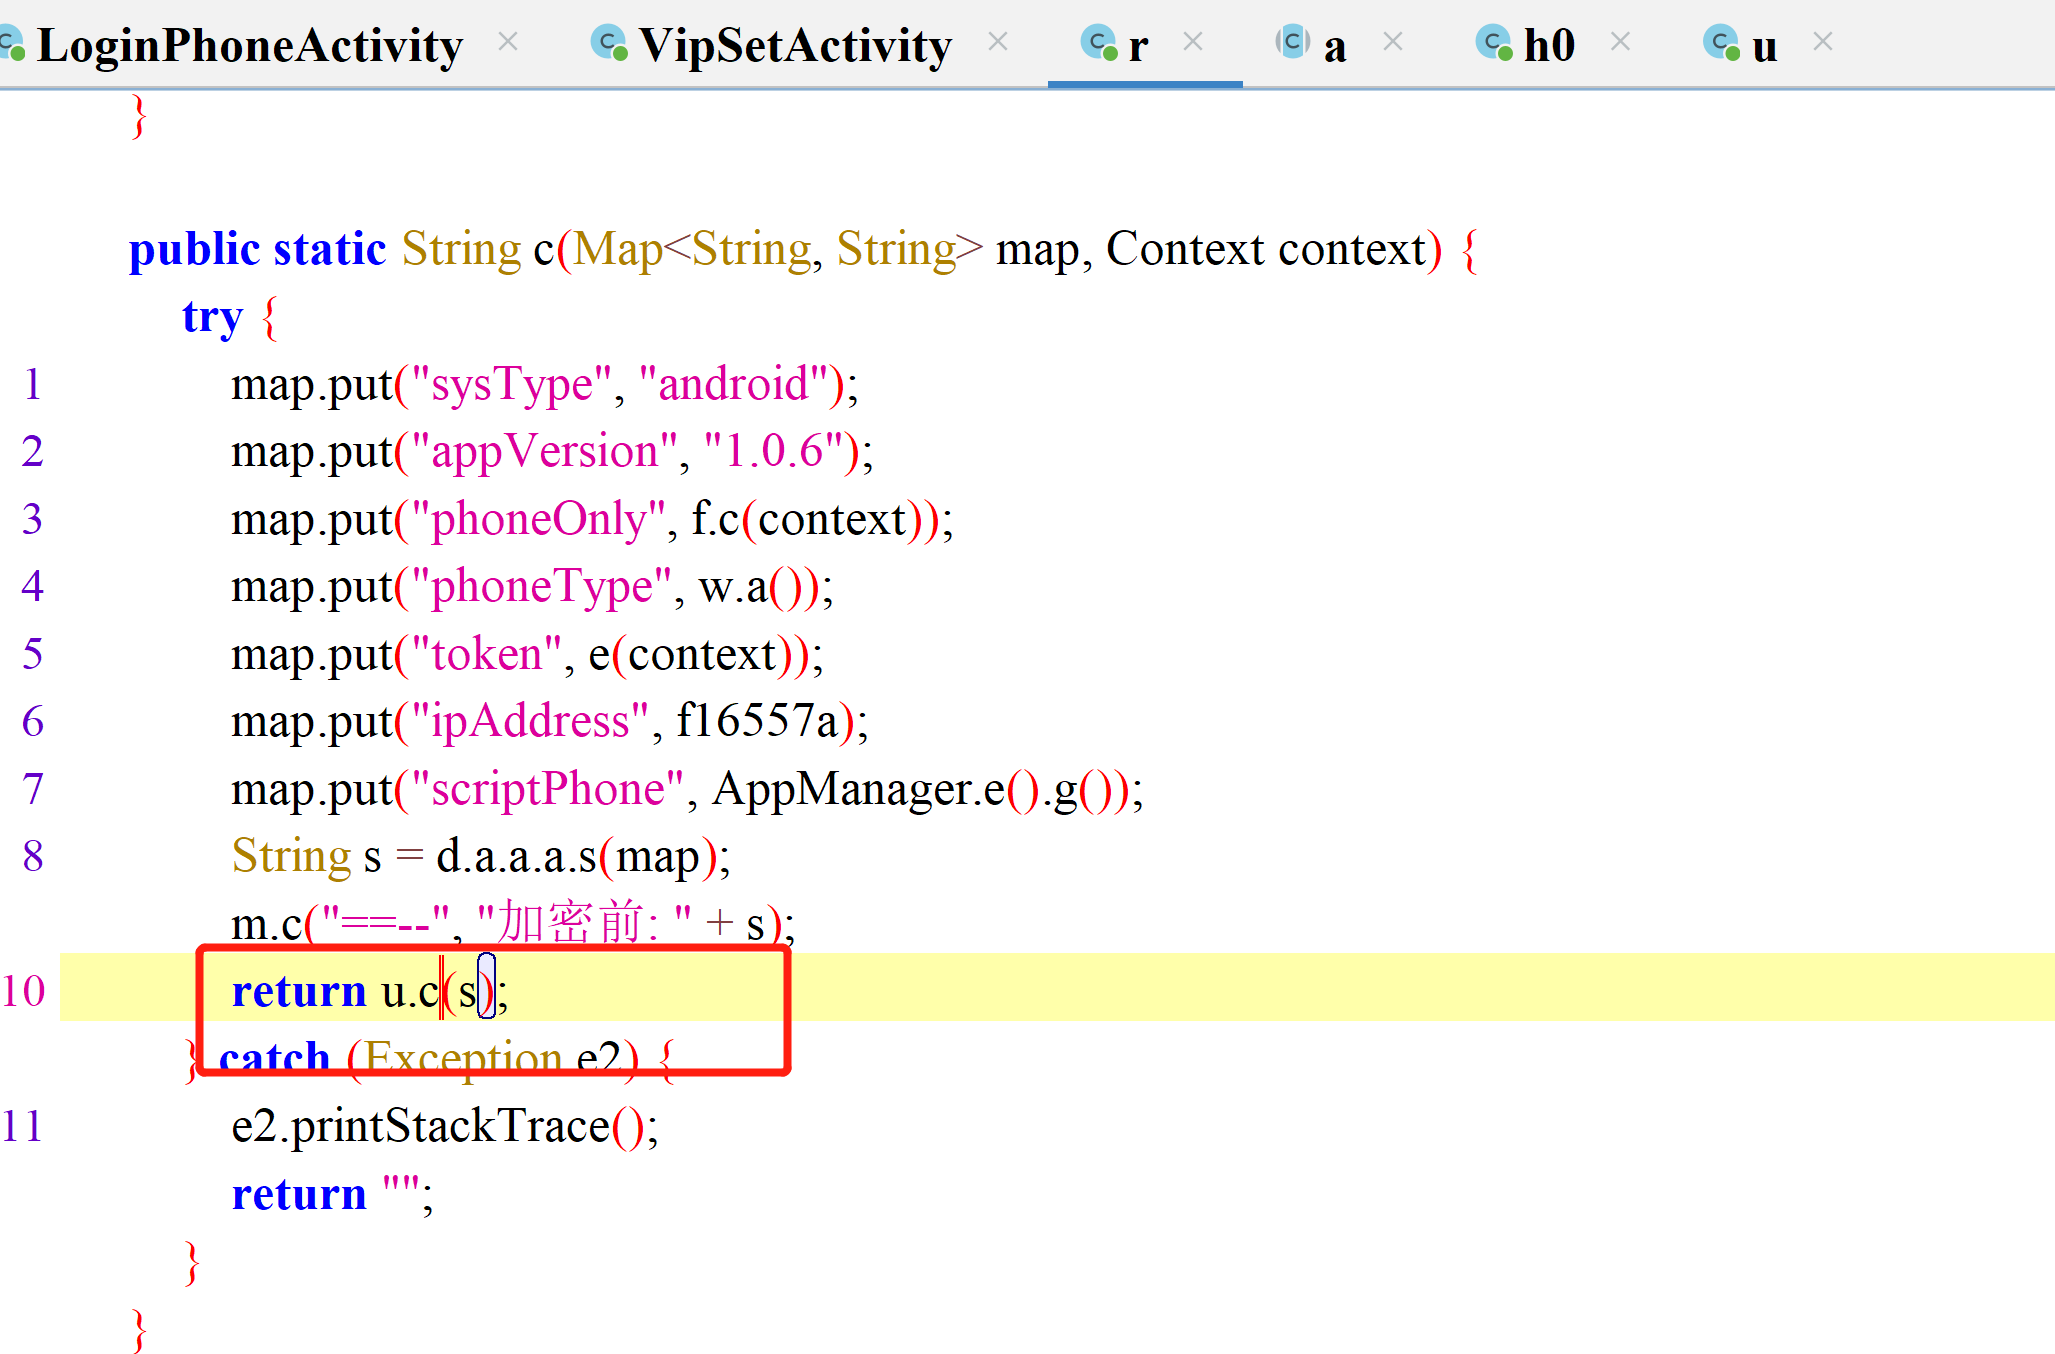 LoginPhoneActivity × VipSetActivity × r × a × h0 × u ×
}
public static String c(Map<String, String> map, Context context) {
try {
1 map.put("sysType", "android");
2 map.put("appVersion", "1.0.6");
3 map.put("phoneOnly", f.c(context));
4 map.put("phoneType", w.a());
5 map.put("token", e(context));
6 map.put("ipAddress", f16557a);
7 map.put("scriptPhone", AppManager.e().g());
8 String s = d.a.a.a.s(map);
m.c("==--", "加密前: " + s);
10 return u.c(s);
} catch (Exception e2) {
11 e2.printStackTrace();
return "";
}
}